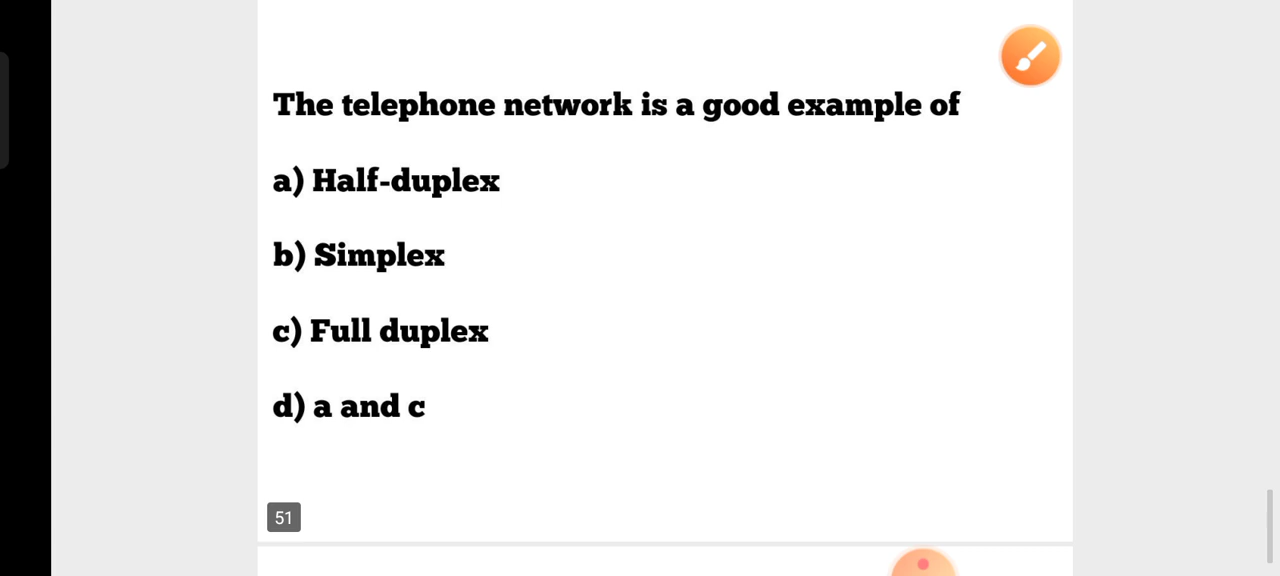 The telephone network is a good example of
a) Half-duplex
b) Simplex
c) Full duplex
d) a and c
51